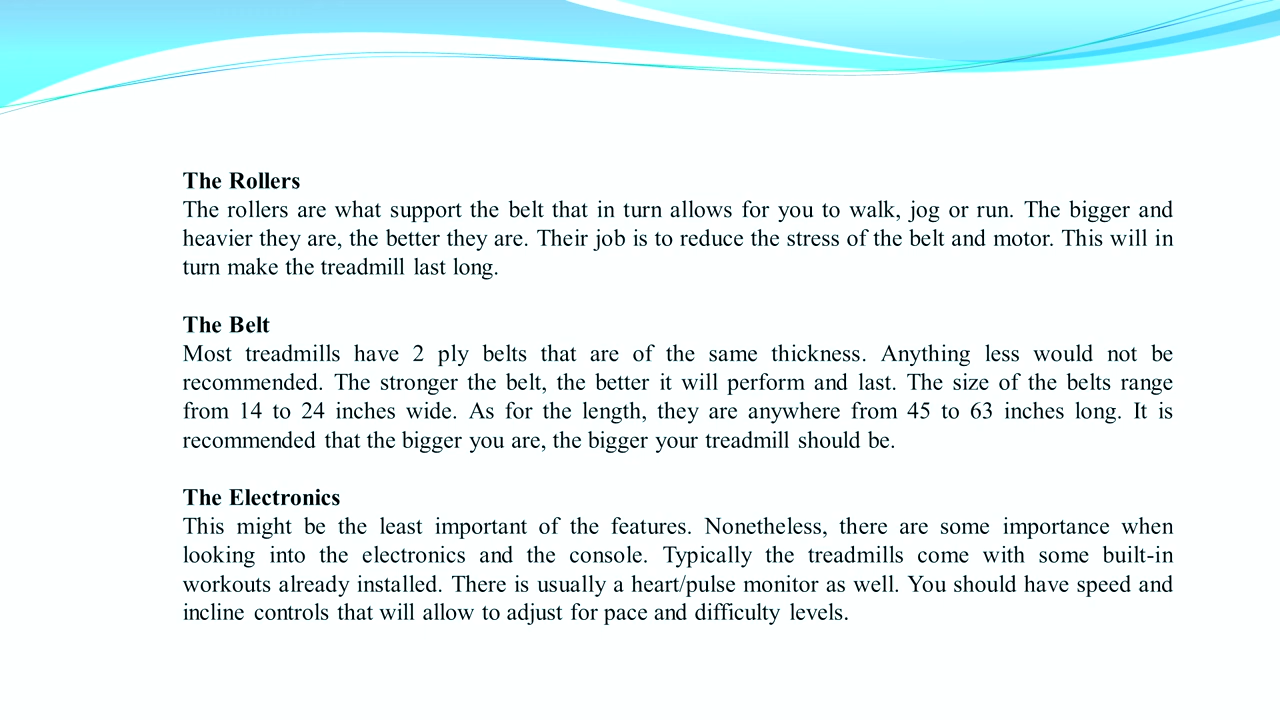 The Rollers
The rollers are what support the belt that in turn allows for you to walk, jog or run. The bigger and
heavier they are, the better they are. Their job is to reduce the stress of the belt and motor. This will in
turn make the treadmill last long.
The Belt
Most treadmills have 2 ply belts that are of the same thickness. Anything less would not be
recommended. The stronger the belt, the better it will perform and last. The size of the belts range
from 14 to 24 inches wide. As for the length, they are anywhere from 45 to 63 inches long. It is
recommended that the bigger you are, the bigger your treadmill should be.
The Electronics
This might be the least important of the features. Nonetheless, there are some importance when
looking into the electronics and the console. Typically the treadmills come with some built-in
workouts already installed. There is usually a heart/pulse monitor as well. You should have speed and
incline controls that will allow to adjust for pace and difficulty levels.